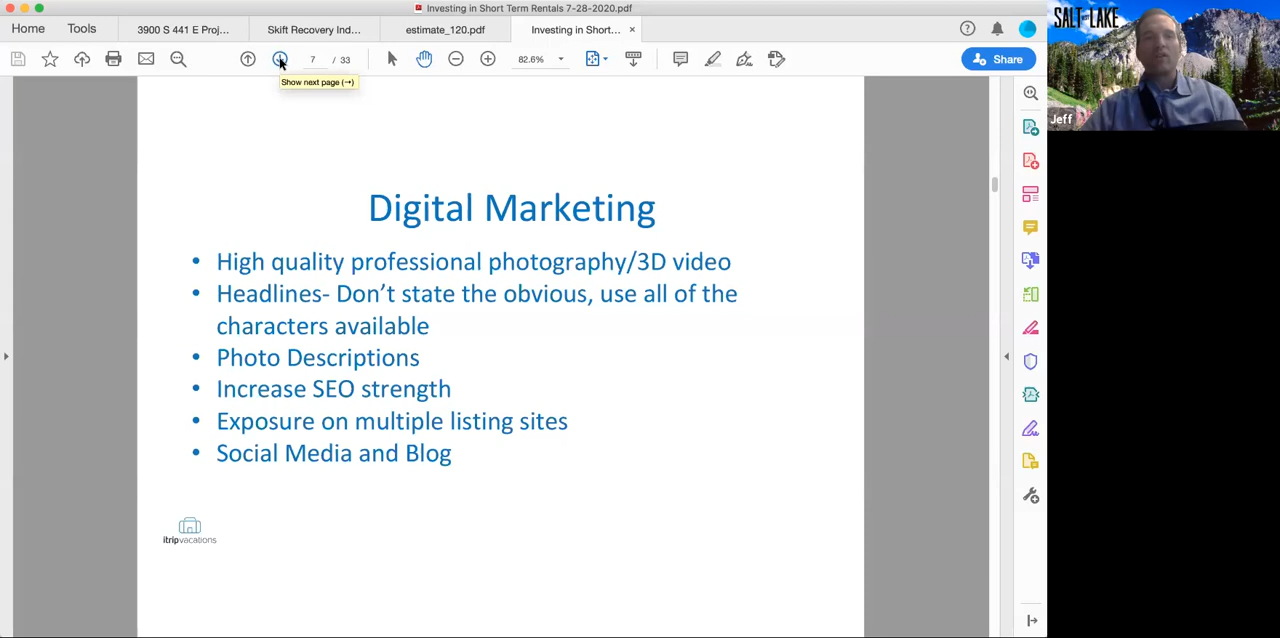 Investing in Short Term Rentals 7-28-2020.pdf
Home
Tools
3900 S 441 E Proj...
Skift Recovery Ind...
estimate_120.pdf
Investing in Short... ×
7 / 33
82.6%
Share
Show next page (→)
Digital Marketing
• High quality professional photography/3D video
• Headlines- Don’t state the obvious, use all of the
characters available
• Photo Descriptions
• Increase SEO strength
• Exposure on multiple listing sites
• Social Media and Blog
itripvacations
SALT LAKE
Jeff